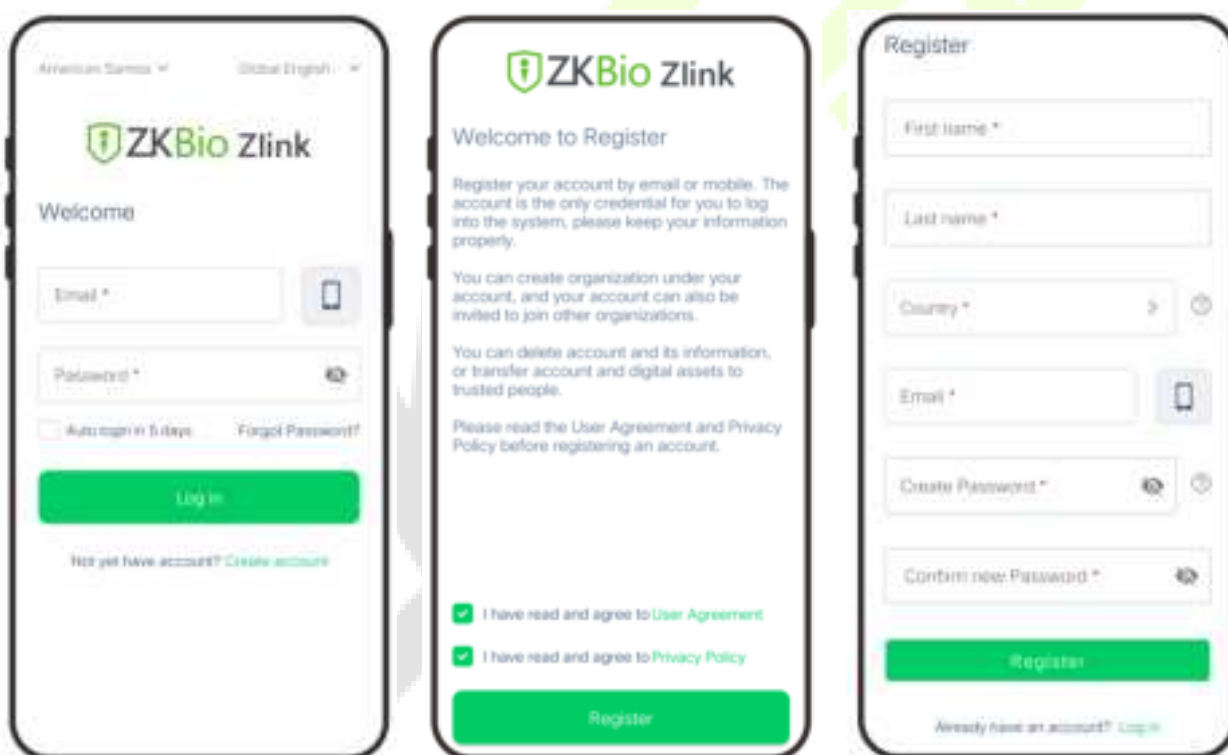 American Samoa
Global English
ZKBio Zlink
Welcome
Email *
Password *
Auto login in 5 days
Forgot Password?
Log in
Not yet have account? Create account
ZKBio Zlink
Welcome to Register
Register your account by email or mobile. The
account is the only credential for you to log
into the system, please keep your information
properly.
You can create organization under your
account, and your account can also be
invited to join other organizations.
You can delete account and its information,
or transfer account and digital assets to
trusted people.
Please read the User Agreement and Privacy
Policy before registering an account.
I have read and agree to User Agreement
I have read and agree to Privacy Policy
Register
Register
First name *
Last name *
Country *
Email *
Create Password *
Confirm new Password *
Register
Already have an account? Log in